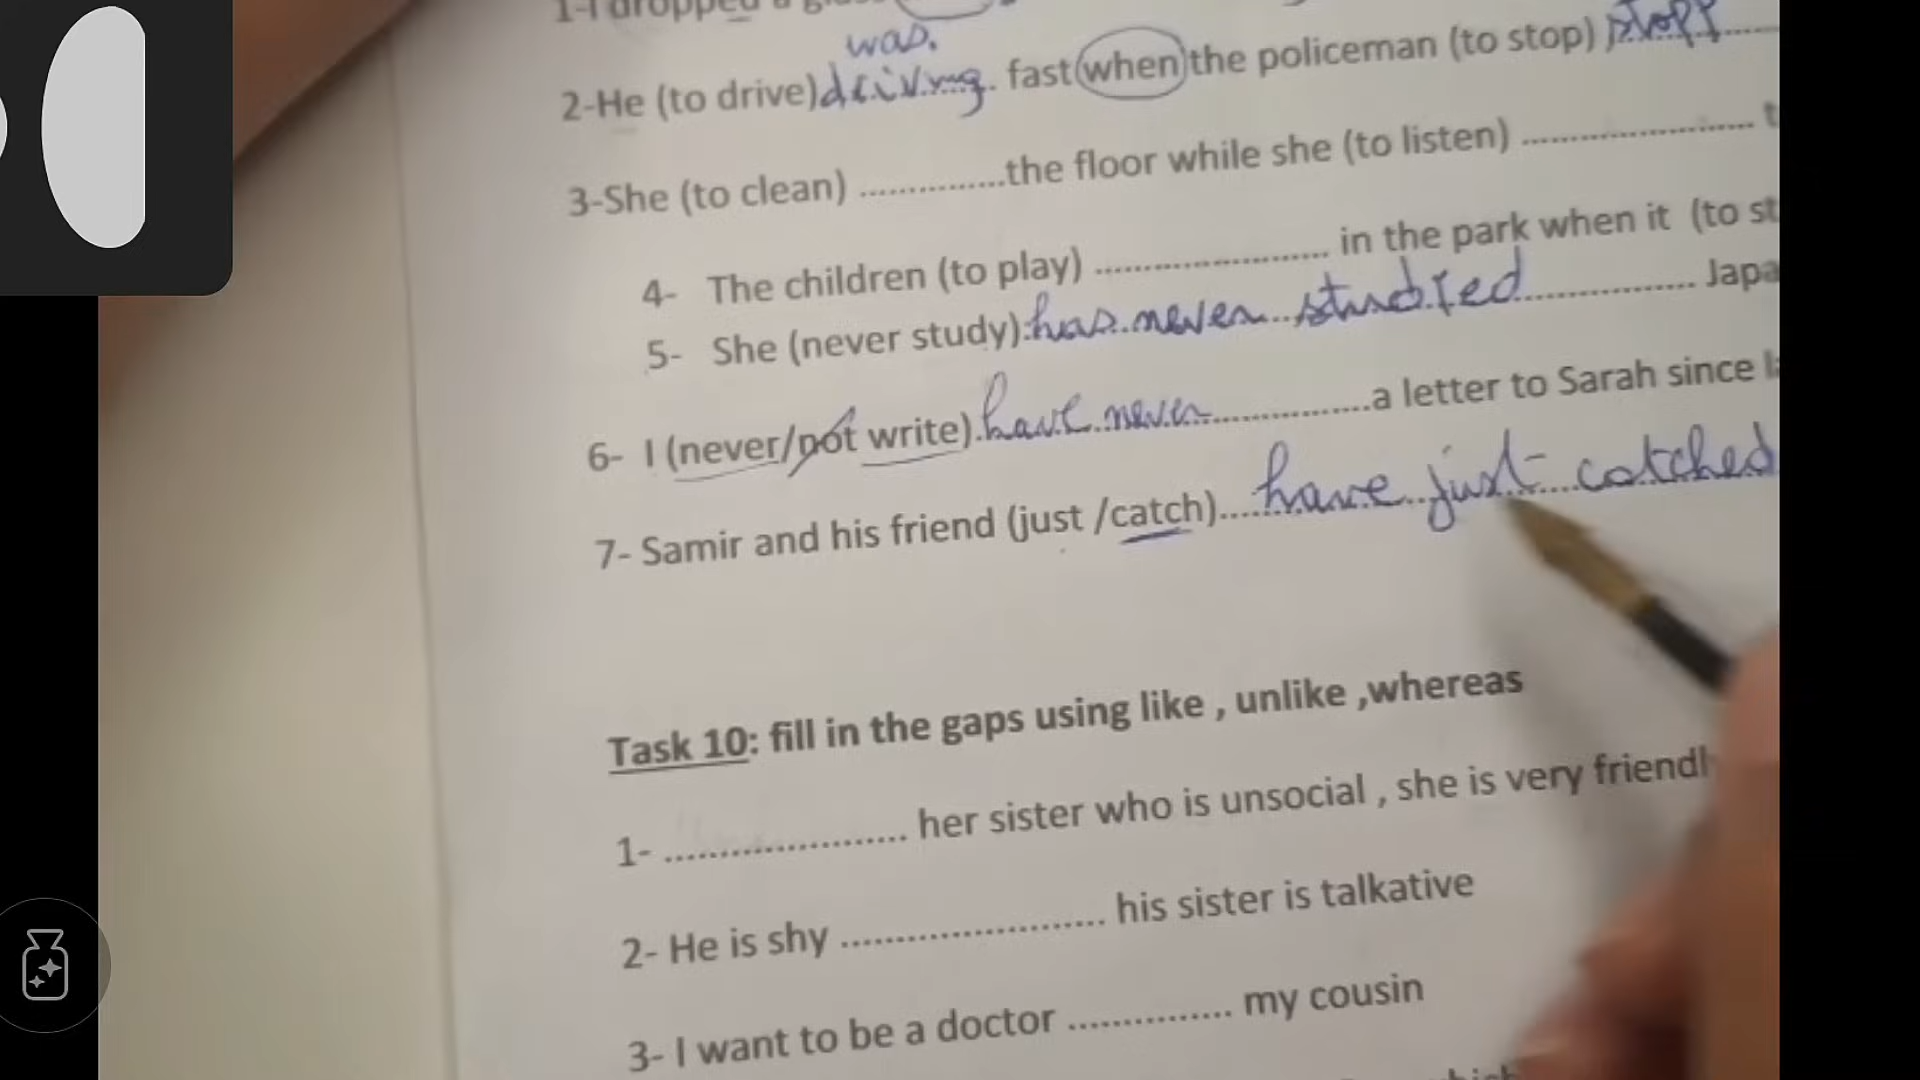 1-I dropped a
was.
2-He (to drive) driving. fast when the policeman (to stop) stopp
3-She (to clean) ...............the floor while she (to listen) ........................ t
4- The children (to play) ........................ in the park when it (to st
5- She (never study):has never studied................. Japa
6- I (never/not write).have never................a letter to Sarah since l
7- Samir and his friend (just /catch)....have just catched
Task 10: fill in the gaps using like , unlike ,whereas
1- ........................ her sister who is unsocial , she is very friendl
2- He is shy .......................... his sister is talkative
3- I want to be a doctor ................ my cousin